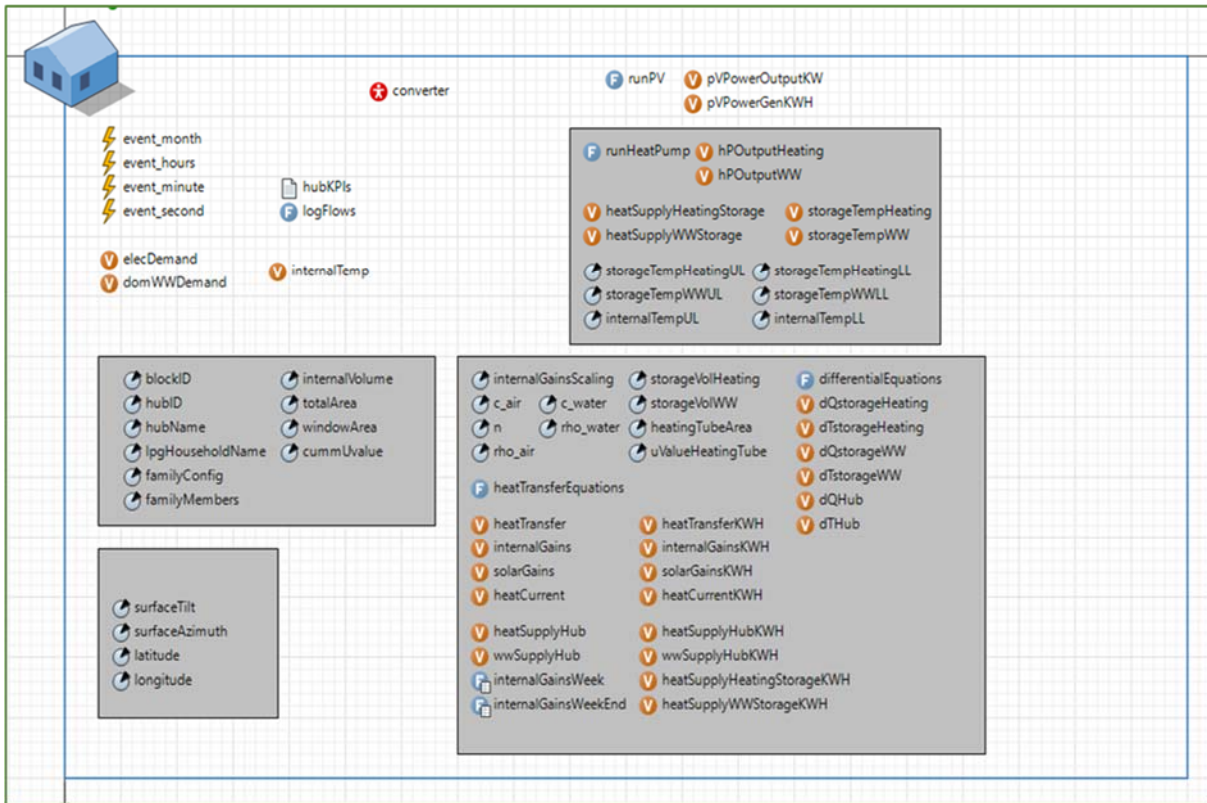 converter
runPV pVPowerOutputKW
pVPowerGenKWH
event_month
event_hours
event_minute
event_second
hubKPIs
logFlows
elecDemand
domWWDemand
internalTemp
runHeatPump hPOutputHeating
hPOutputWW
heatSupplyHeatingStorage storageTempHeating
heatSupplyWWStorage storageTempWW
storageTempHeatingUL storageTempHeatingLL
storageTempWWUL storageTempWWLL
internalTempUL internalTempLL
blockID internalVolume
hubID totalArea
hubName windowArea
lpgHouseholdName cummUvalue
familyConfig
familyMembers
surfaceTilt
surfaceAzimuth
latitude
longitude
internalGainsScaling storageVolHeating differentialEquations
c_air c_water storageVolWW dQstorageHeating
n rho_water heatingTubeArea dTstorageHeating
rho_air uValueHeatingTube dQstorageWW
dTstorageWW
heatTransferEquations dQHub
heatTransfer heatTransferKWH dTHub
internalGains internalGainsKWH
solarGains solarGainsKWH
heatCurrent heatCurrentKWH
heatSupplyHub heatSupplyHubKWH
wwSupplyHub wwSupplyHubKWH
internalGainsWeek heatSupplyHeatingStorageKWH
internalGainsWeekEnd heatSupplyWWStorageKWH